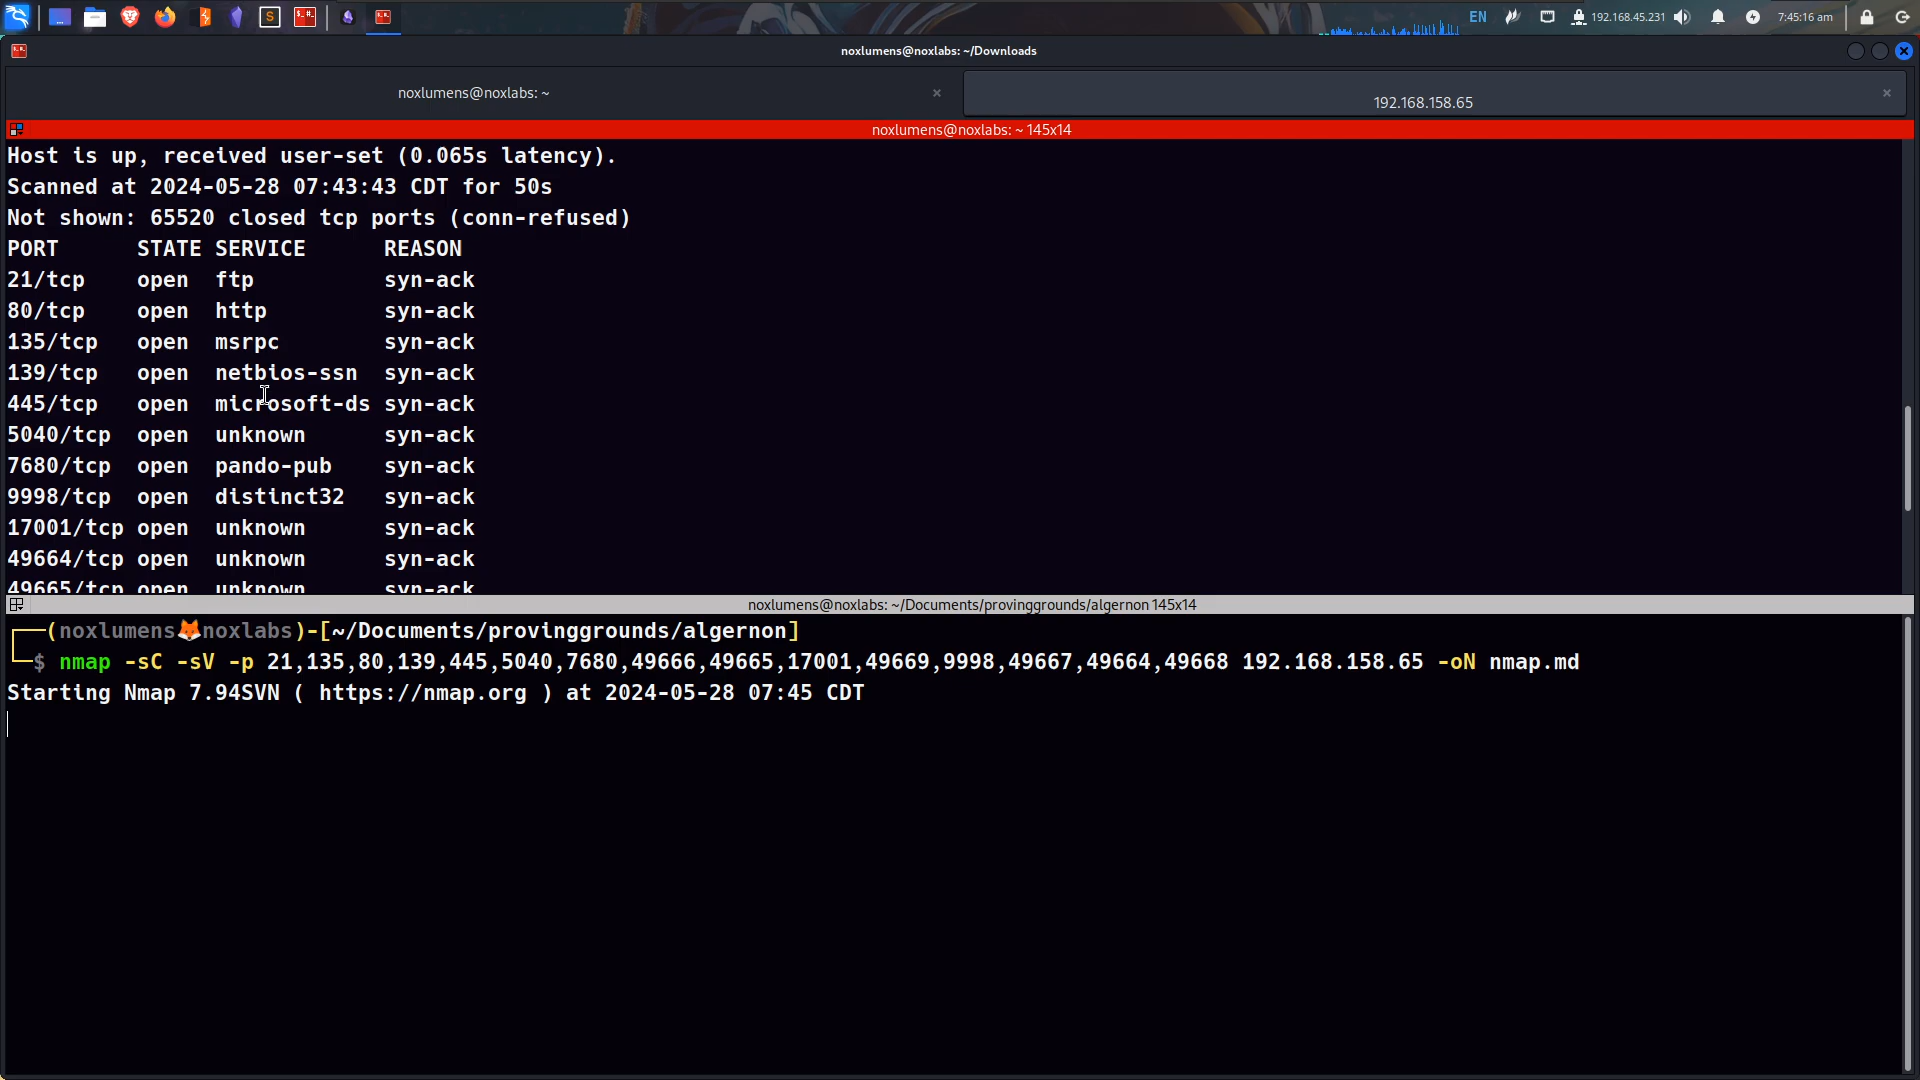 EN 192.168.45.231 7:45:16 am
noxlumens@noxlabs: ~/Downloads
noxlumens@noxlabs: ~ × 192.168.158.65 ×
noxlumens@noxlabs: ~ 145x14
Host is up, received user-set (0.065s latency).
Scanned at 2024-05-28 07:43:43 CDT for 50s
Not shown: 65520 closed tcp ports (conn-refused)
PORT STATE SERVICE REASON
21/tcp open ftp syn-ack
80/tcp open http syn-ack
135/tcp open msrpc syn-ack
139/tcp open netbios-ssn syn-ack
445/tcp open microsoft-ds syn-ack
5040/tcp open unknown syn-ack
7680/tcp open pando-pub syn-ack
9998/tcp open distinct32 syn-ack
17001/tcp open unknown syn-ack
49664/tcp open unknown syn-ack
49665/tcp open unknown syn-ack
noxlumens@noxlabs: ~/Documents/provinggrounds/algernon 145x14
┌──(noxlumens🦊noxlabs)-[~/Documents/provinggrounds/algernon]
└─$ nmap -sC -sV -p 21,135,80,139,445,5040,7680,49666,49665,17001,49669,9998,49667,49664,49668 192.168.158.65 -oN nmap.md
Starting Nmap 7.94SVN ( https://nmap.org ) at 2024-05-28 07:45 CDT